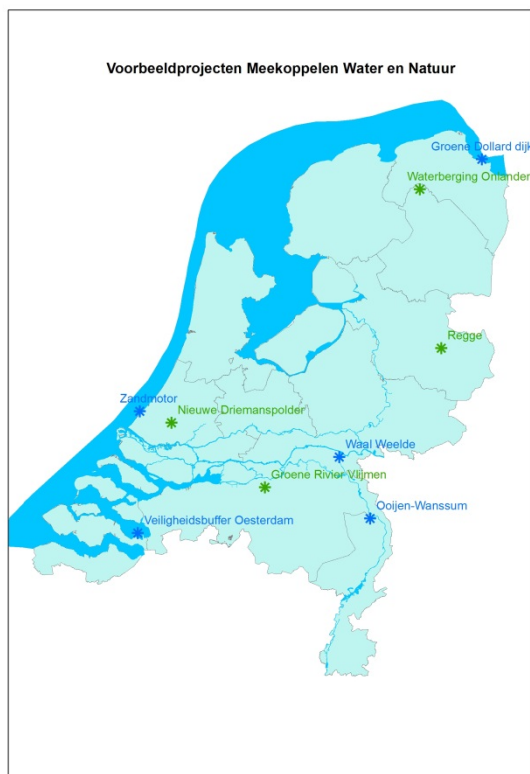 Voorbeeldprojecten Meekoppelen Water en Natuur
Groene Dollard dijk
Waterberging Onlanden
Regge
Zandmotor
Nieuwe Driemanspolder
Waal Weelde
Groene Rivier Vlijmen
Ooijen-Wanssum
Veiligheidsbuffer Oesterdam